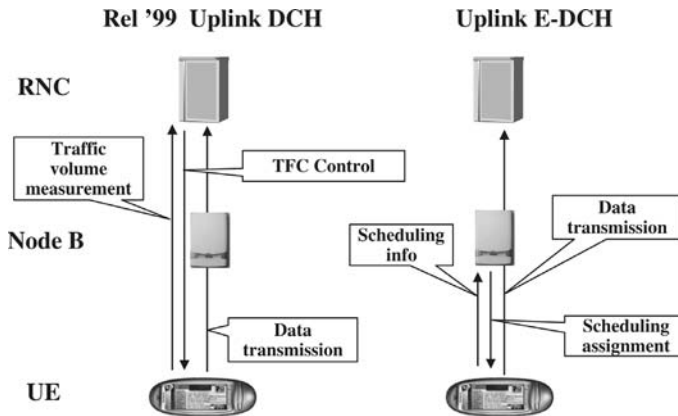 Rel ’99 Uplink DCH
Uplink E-DCH
RNC
Traffic
volume
measurement
TFC Control
Node B
Scheduling
info
Data
transmission
Data
transmission
Scheduling
assignment
UE